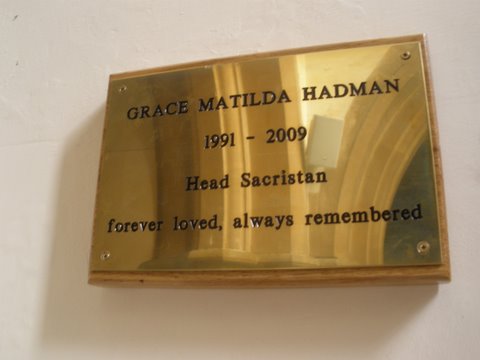 GRACE MATILDA HADMAN
1991 - 2009
Head Sacristan
forever loved, always remembered